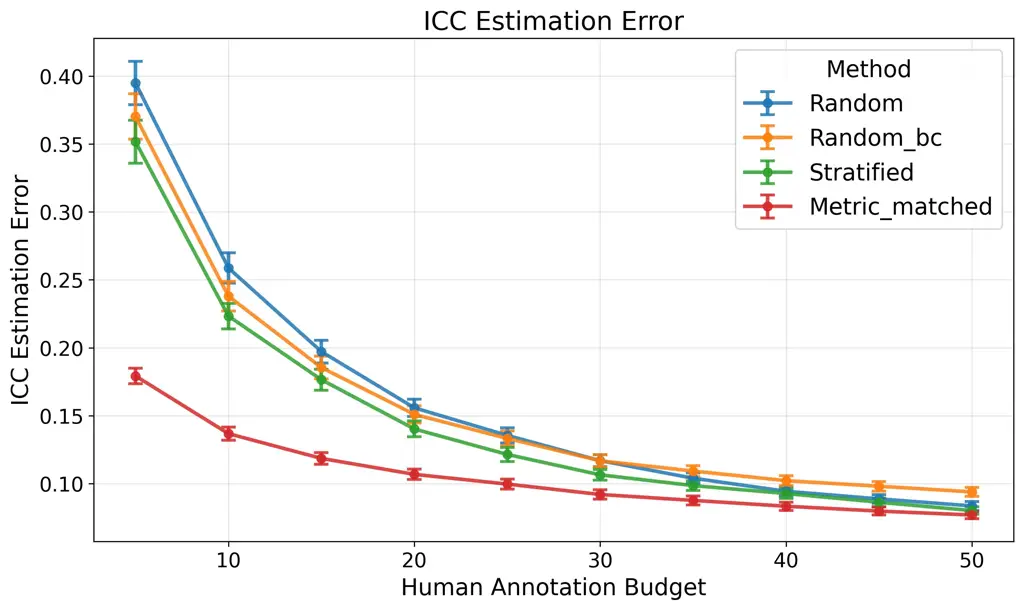 ICC Estimation Error
ICC Estimation Error
0.40
0.35
0.30
0.25
0.20
0.15
0.10
Method
Random
Random_bc
Stratified
Metric_matched
10
20
30
40
50
Human Annotation Budget